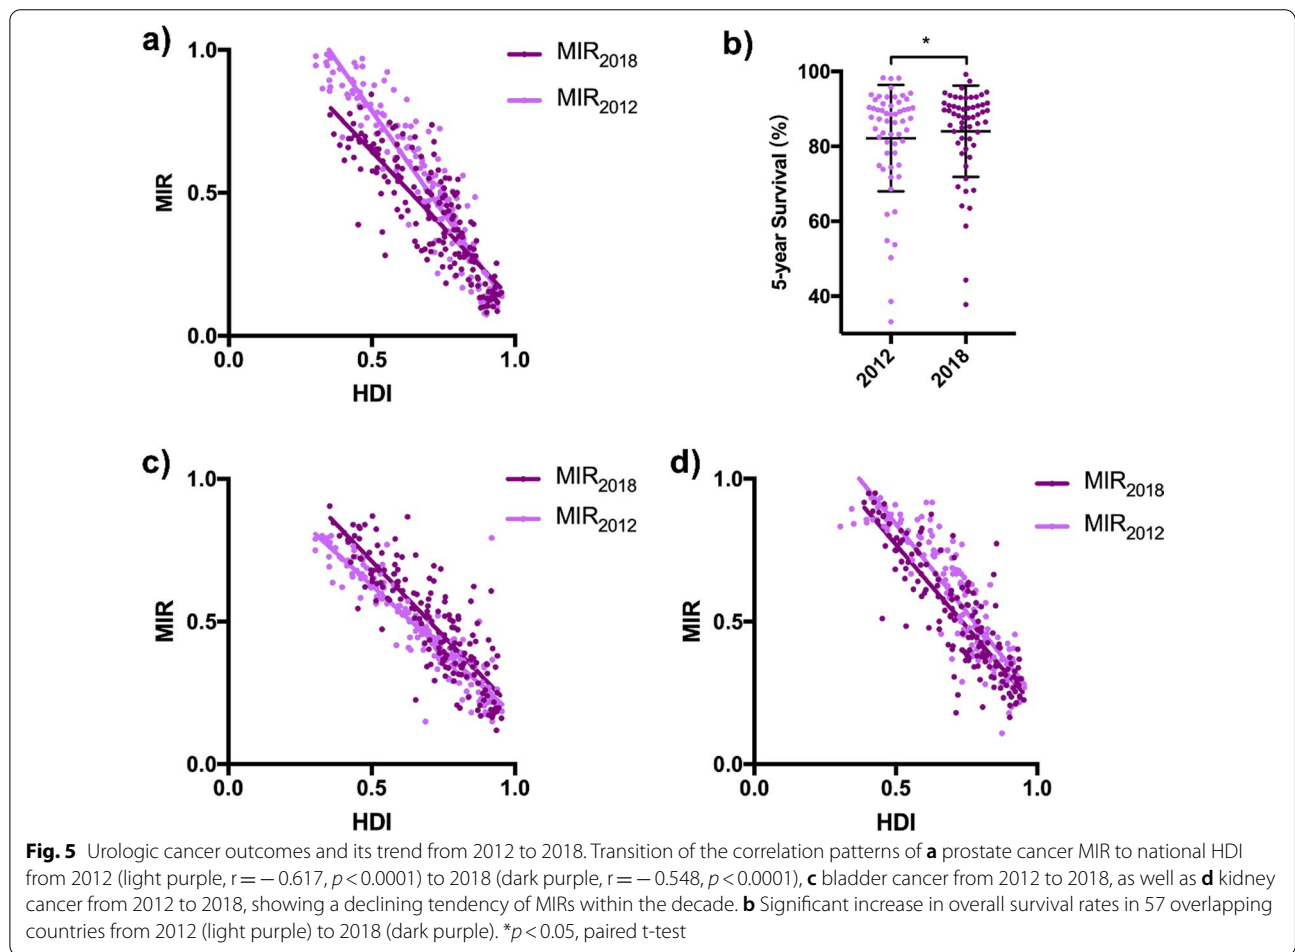 a)
1.0
0.5
0.0
MIR
0.0
0.5
1.0
HDI
MIR2018
MIR2012
b)
*
100
80
60
40
5-year Survival (%)
2012
2018
c)
1.0
0.5
0.0
MIR
0.0
0.5
1.0
HDI
MIR2018
MIR2012
d)
1.0
0.5
0.0
MIR
0.0
0.5
1.0
HDI
MIR2018
MIR2012
Fig. 5 Urologic cancer outcomes and its trend from 2012 to 2018. Transition of the correlation patterns of a prostate cancer MIR to national HDI
from 2012 (light purple, r = − 0.617, p < 0.0001) to 2018 (dark purple, r = − 0.548, p < 0.0001), c bladder cancer from 2012 to 2018, as well as d kidney
cancer from 2012 to 2018, showing a declining tendency of MIRs within the decade. b Significant increase in overall survival rates in 57 overlapping
countries from 2012 (light purple) to 2018 (dark purple). *p < 0.05, paired t-test